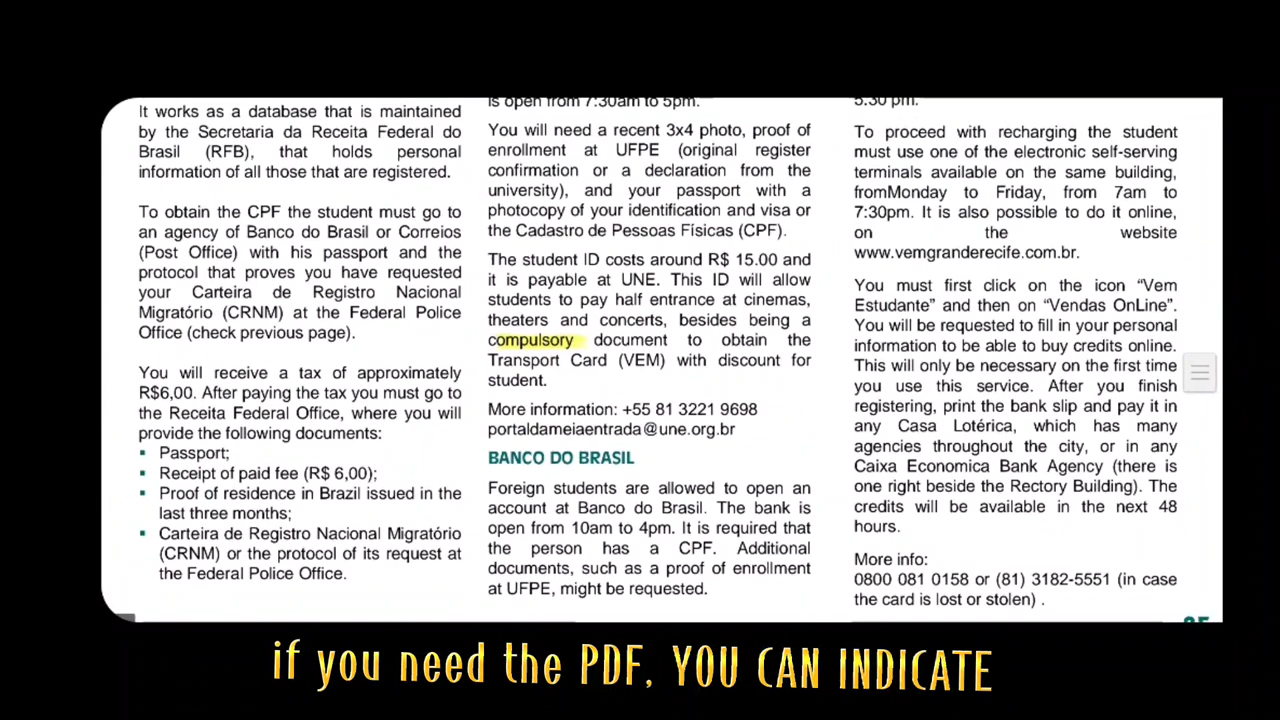 It works as a database that is maintained
by the Secretaria da Receita Federal do
Brasil (RFB), that holds personal
information of all those that are registered.
To obtain the CPF the student must go to
an agency of Banco do Brasil or Correios
(Post Office) with his passport and the
protocol that proves you have requested
your Carteira de Registro Nacional
Migratório (CRNM) at the Federal Police
Office (check previous page).
You will receive a tax of approximately
R$6,00. After paying the tax you must go to
the Receita Federal Office, where you will
provide the following documents:
▪ Passport;
▪ Receipt of paid fee (R$ 6,00);
▪ Proof of residence in Brazil issued in the
last three months;
▪ Carteira de Registro Nacional Migratório
(CRNM) or the protocol of its request at
the Federal Police Office.
is open from 7:30am to 5pm.
You will need a recent 3x4 photo, proof of
enrollment at UFPE (original register
confirmation or a declaration from the
university), and your passport with a
photocopy of your identification and visa or
the Cadastro de Pessoas Físicas (CPF).
The student ID costs around R$ 15.00 and
it is payable at UNE. This ID will allow
students to pay half entrance at cinemas,
theaters and concerts, besides being a
compulsory document to obtain the
Transport Card (VEM) with discount for
student.
More information: +55 81 3221 9698
portaldameiaentrada@une.org.br
BANCO DO BRASIL
Foreign students are allowed to open an
account at Banco do Brasil. The bank is
open from 10am to 4pm. It is required that
the person has a CPF. Additional
documents, such as a proof of enrollment
at UFPE, might be requested.
5:30 pm.
To proceed with recharging the student
must use one of the electronic self-serving
terminals available on the same building,
fromMonday to Friday, from 7am to
7:30pm. It is also possible to do it online,
on the website
www.vemgranderecife.com.br.
You must first click on the icon “Vem
Estudante” and then on “Vendas OnLine”.
You will be requested to fill in your personal
information to be able to buy credits online.
This will only be necessary on the first time
you use this service. After you finish
registering, print the bank slip and pay it in
any Casa Lotérica, which has many
agencies throughout the city, or in any
Caixa Economica Bank Agency (there is
one right beside the Rectory Building). The
credits will be available in the next 48
hours.
More info:
0800 081 0158 or (81) 3182-5551 (in case
the card is lost or stolen) .
if you need the PDF, YOU CAN INDICATE